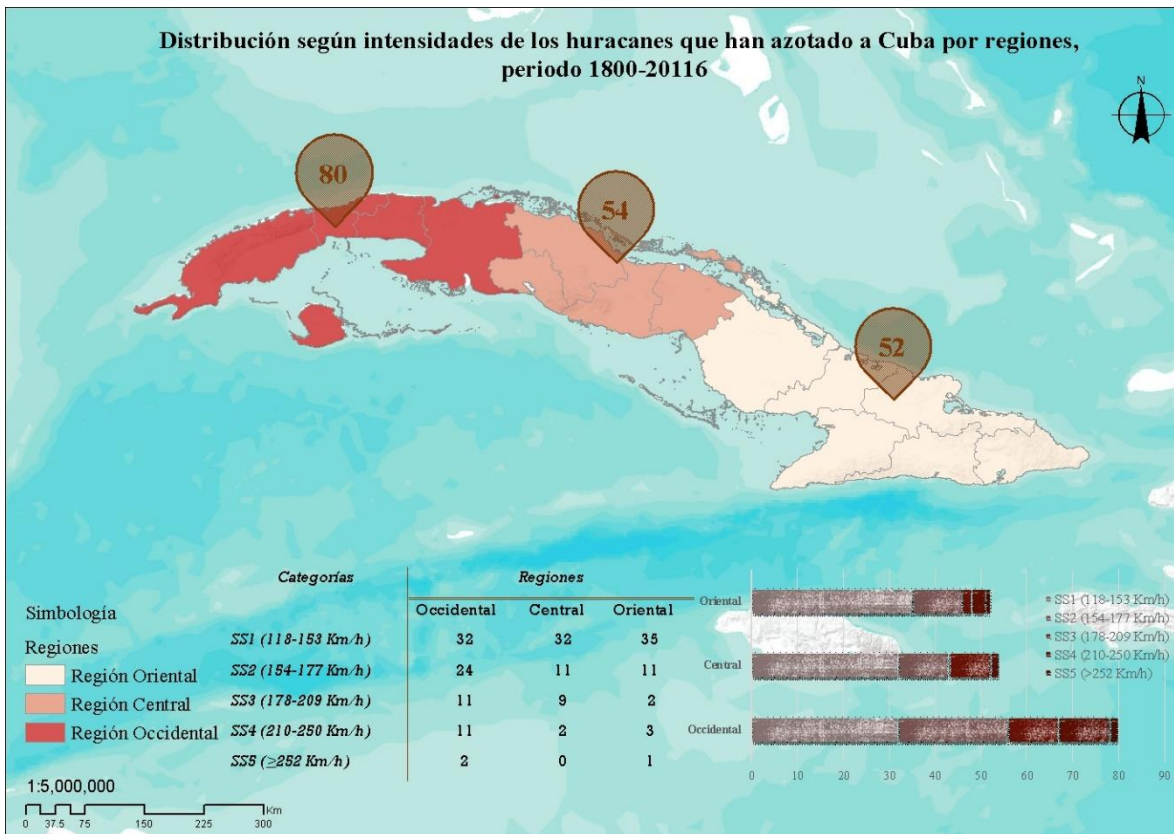 Distribución según intensidades de los huracanes que han azotado a Cuba por regiones,
periodo 1800-20116
N
80
54
52
Simbología
Regiones
Región Oriental
Región Central
Región Occidental
Categorías Regiones
Occidental Central Oriental
SS1 (118-153 Km/h) 32 32 35
SS2 (154-177 Km/h) 24 11 11
SS3 (178-209 Km/h) 11 9 2
SS4 (210-250 Km/h) 11 2 3
SS5 (≥252 Km/h) 2 0 1
Oriental
Central
Occidental
0 10 20 30 40 50 60 70 80 90
SS1 (118-153 Km/h)
SS2 (154-177 Km/h)
SS3 (178-209 Km/h)
SS4 (210-250 Km/h)
SS5 (>252 Km/h)
1:5,000,000
Km
0 37.5 75 150 225 300